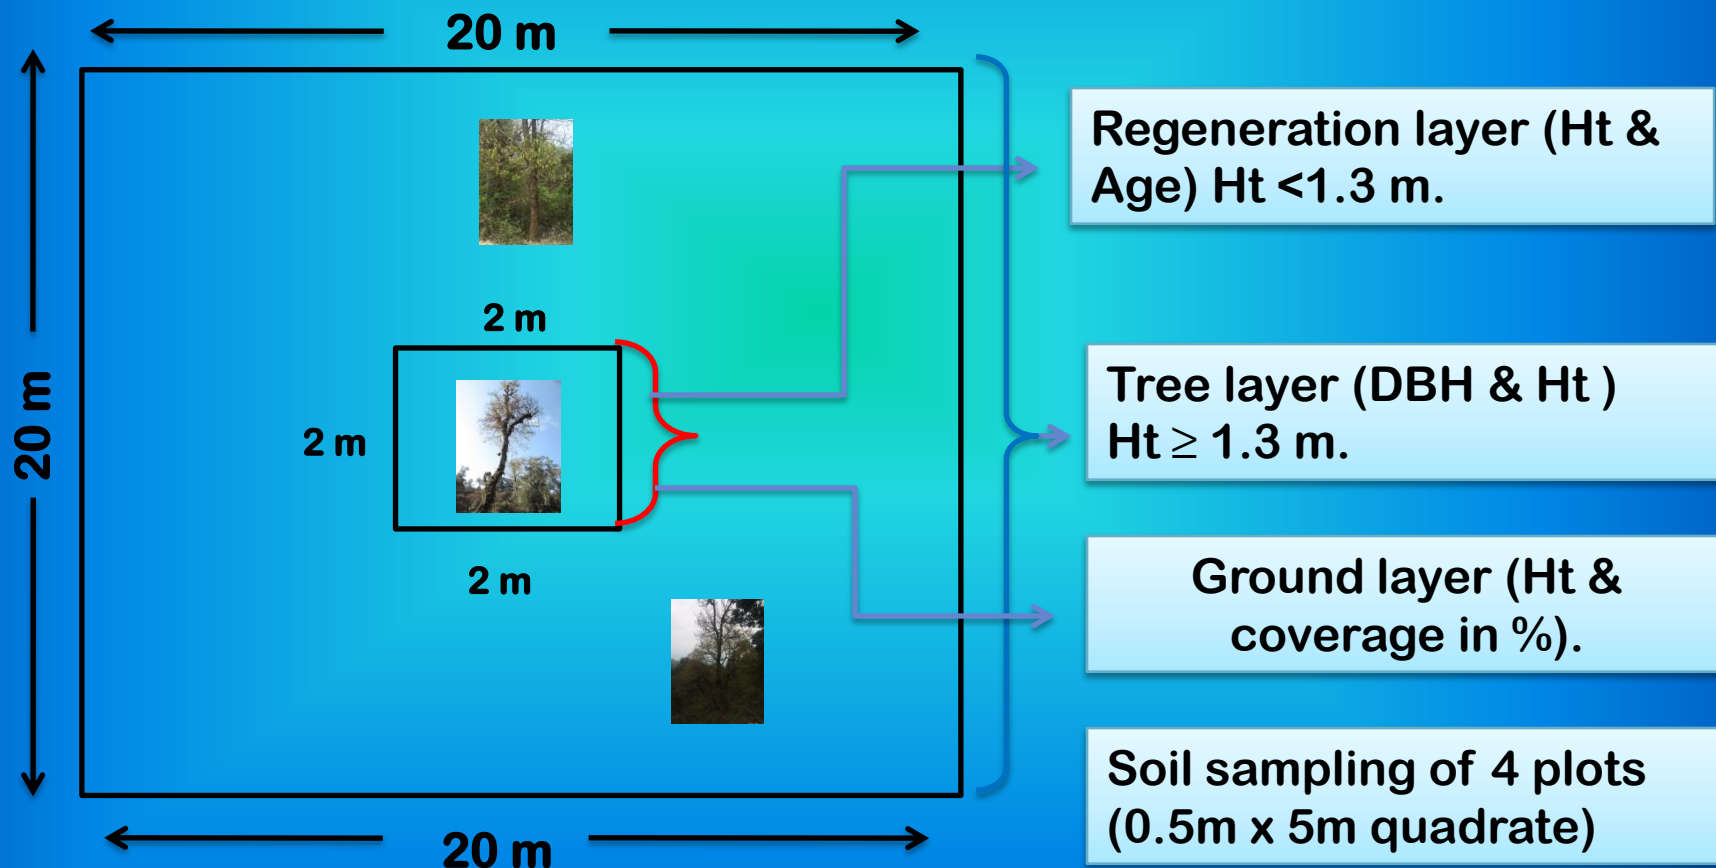 20 m
20 m
2 m
2 m
2 m
20 m
Regeneration layer (Ht &
Age) Ht <1.3 m.
Tree layer (DBH & Ht )
Ht ≥ 1.3 m.
Ground layer (Ht &
coverage in %).
Soil sampling of 4 plots
(0.5m x 5m quadrate)